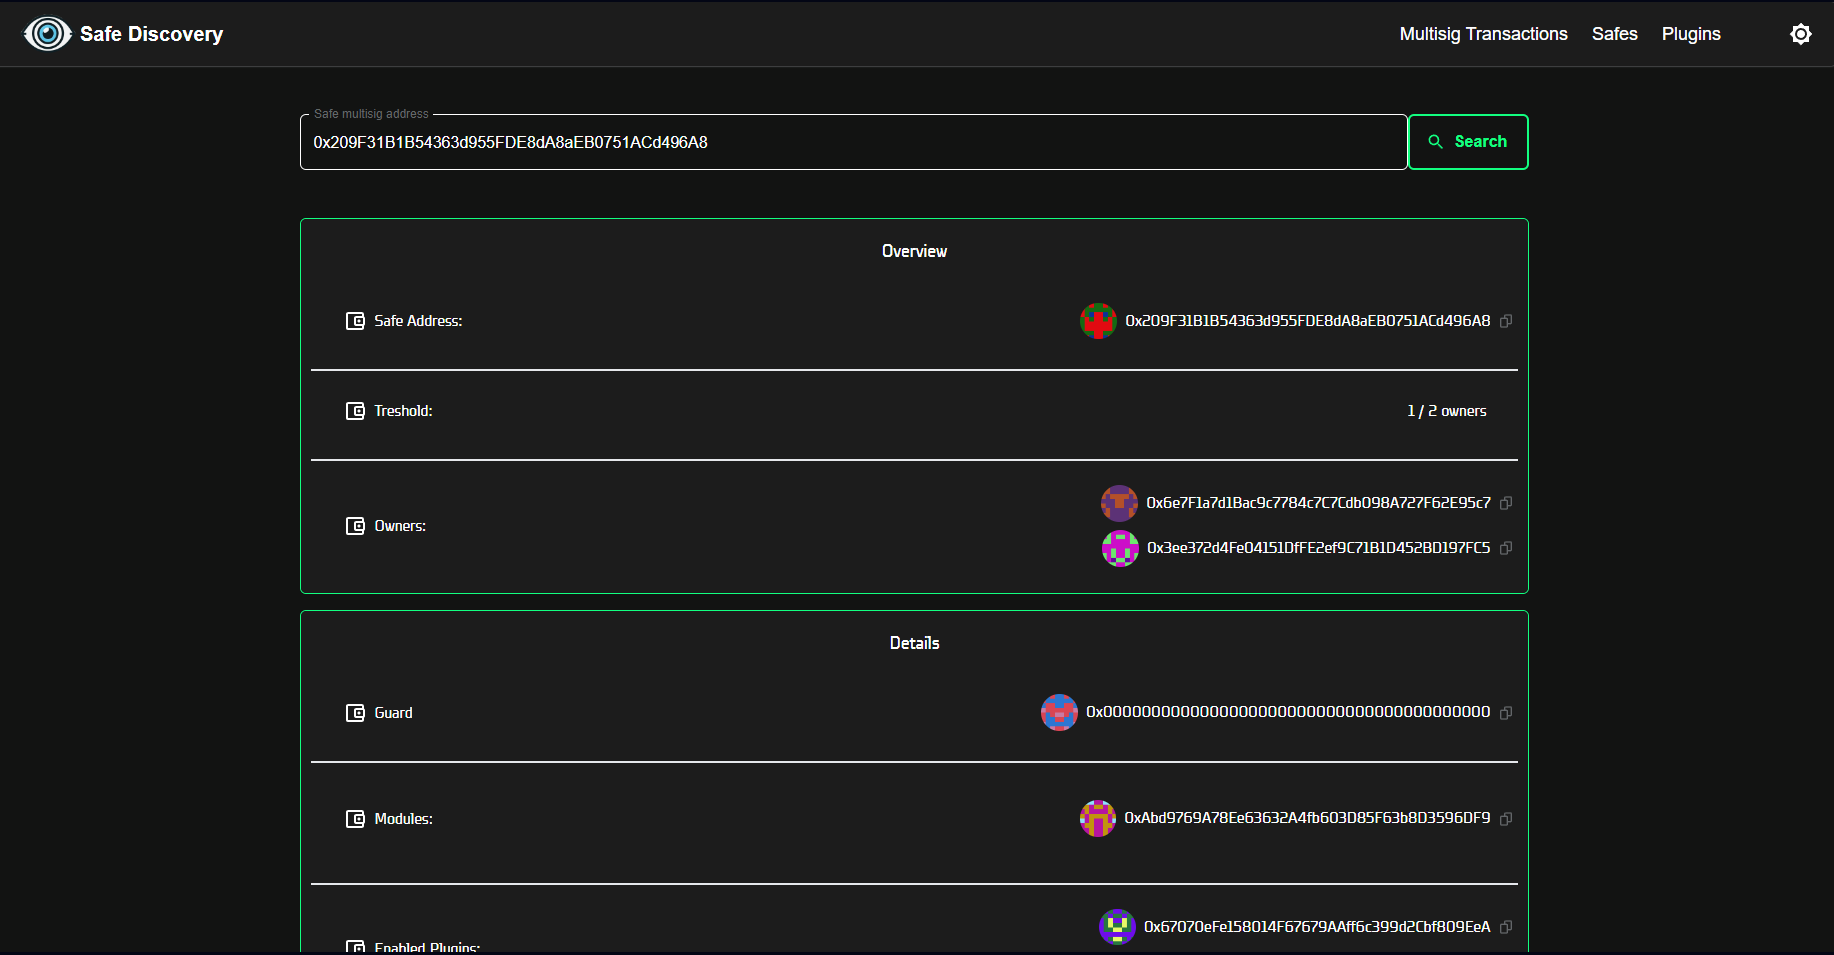 Safe Discovery
Multisig Transactions Safes Plugins
Safe multisig address
0x209F31B1B54363d955FDE8dA8aEB0751ACd496A8
Search
Overview
Safe Address: 0x209F31B1B54363d955FDE8dA8aEB0751ACd496A8
Treshold: 1 / 2 owners
0x6e7F1a7d1Bac9c7784c7C7Cdb098A727F62E95c7
Owners:
0x3ee372d4Fe04151DfFE2ef9C71B1D452BD197FC5
Details
Guard 0x0000000000000000000000000000000000000000
Modules: 0xAbd9769A78Ee63632A4fb603D85F63b8D3596DF9
0x67070eFe158014F67679AAff6c399d2Cbf809EeA
Enabled Plugins: